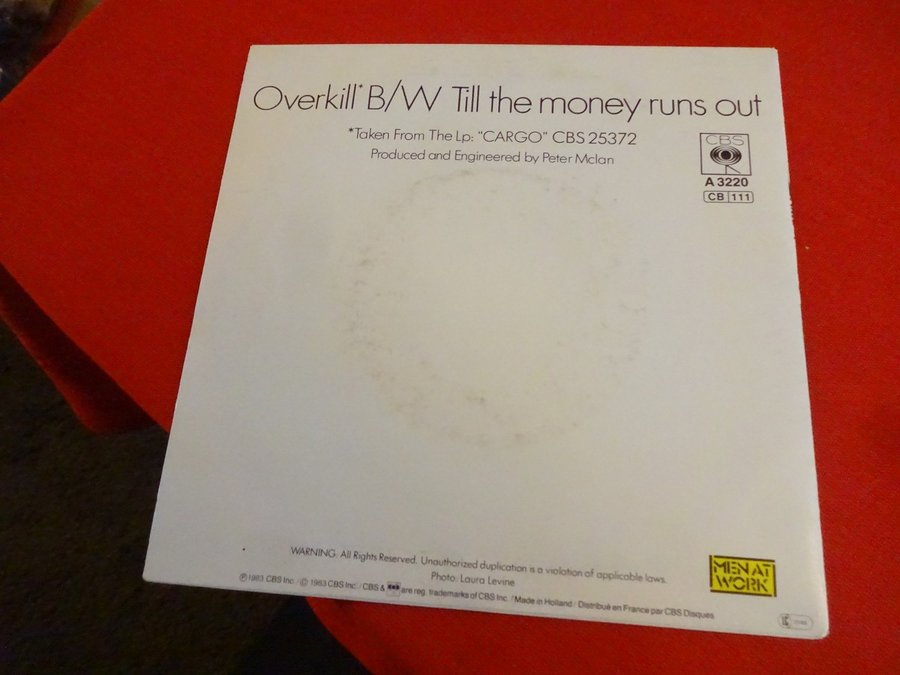 Overkill* B/W Till the money runs out
*Taken From The Lp: "CARGO" CBS 25372
Produced and Engineered by Peter McIan
CBS
A 3220
CB 111
WARNING: All Rights Reserved. Unauthorized duplication is a violation of applicable laws.
Photo: Laura Levine
℗ 1983 CBS Inc. / © 1983 CBS Inc. / CBS & are reg. trademarks of CBS Inc. / Made in Holland / Distribué en France par CBS Disques
MEN AT
WORK